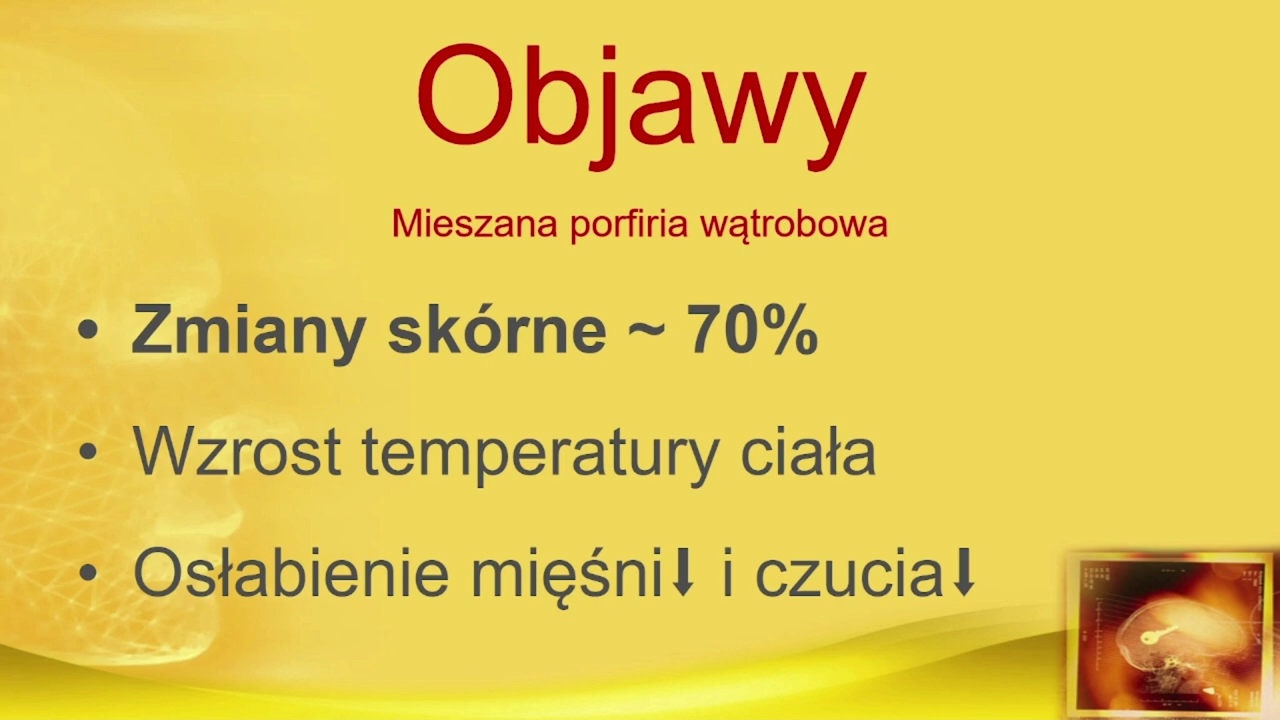 Objawy
Mieszana porfiria wątrobowa
• Zmiany skórne ~ 70%
• Wzrost temperatury ciała
• Osłabienie mięśni⬇ i czucia⬇